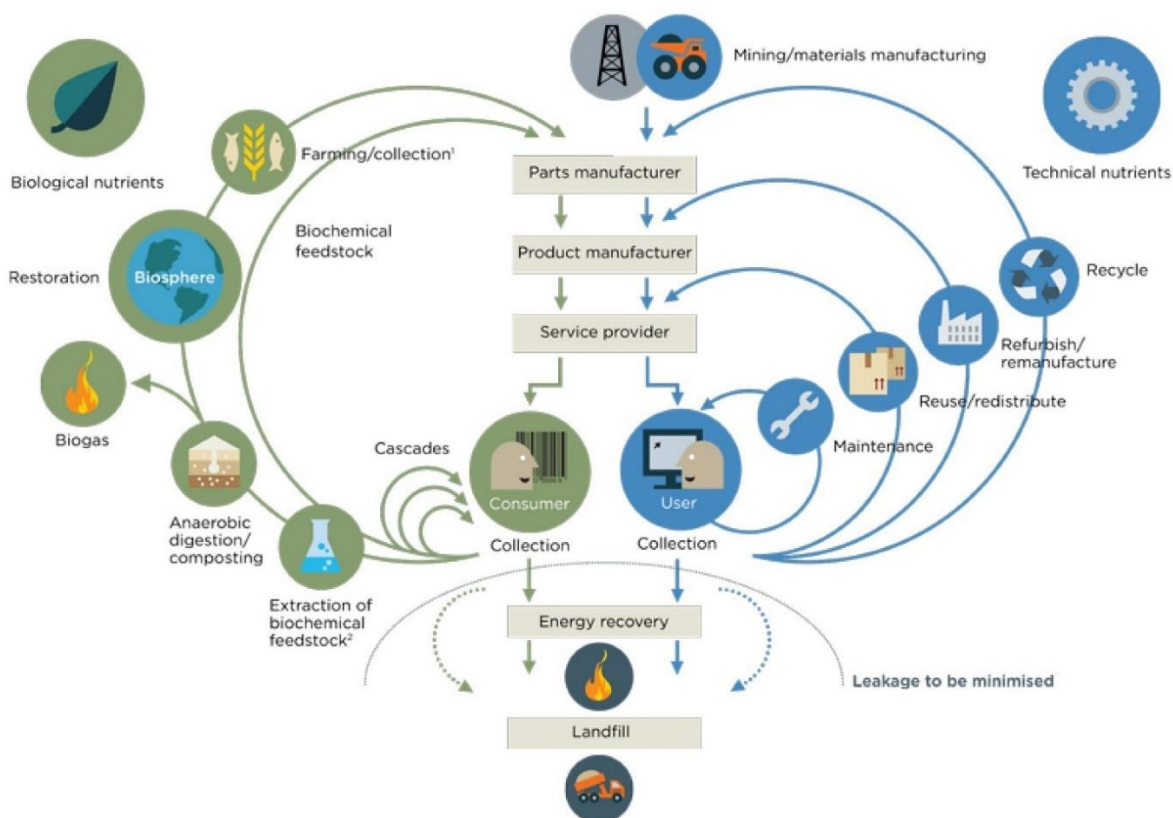 Mining/materials manufacturing
Biological nutrients
Farming/collection¹
Parts manufacturer
Technical nutrients
Biochemical
feedstock
Product manufacturer
Restoration
Biosphere
Recycle
Service provider
Refurbish/
remanufacture
Reuse/redistribute
Biogas
Cascades
Maintenance
Consumer
User
Anaerobic
digestion/
composting
Collection
Collection
Extraction of
biochemical
feedstock²
Energy recovery
Leakage to be minimised
Landfill